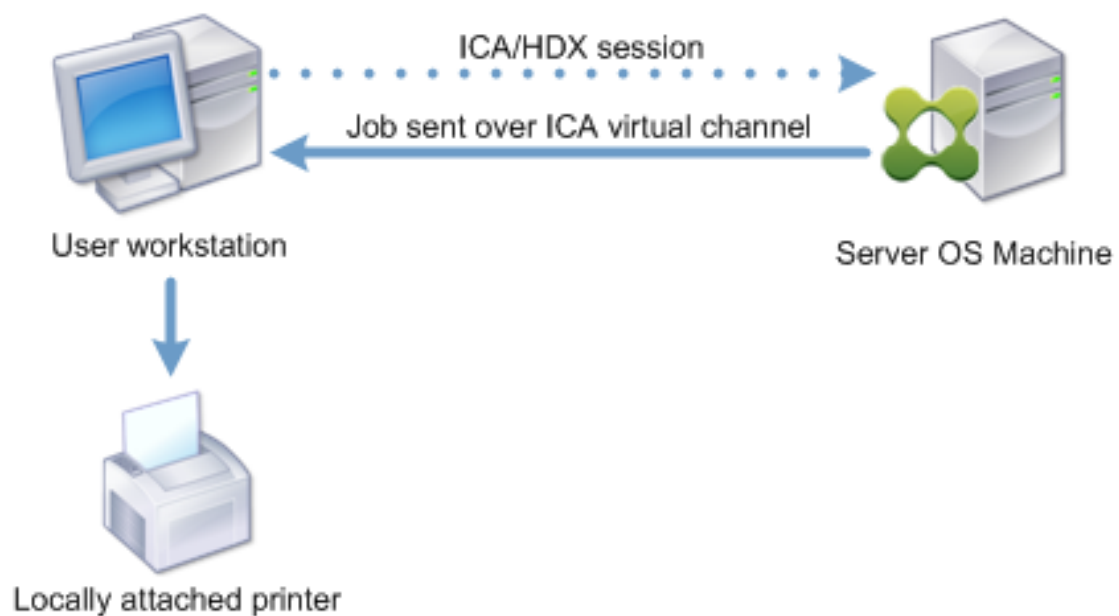 ICA/HDX session
Job sent over ICA virtual channel
User workstation
Server OS Machine
Locally attached printer